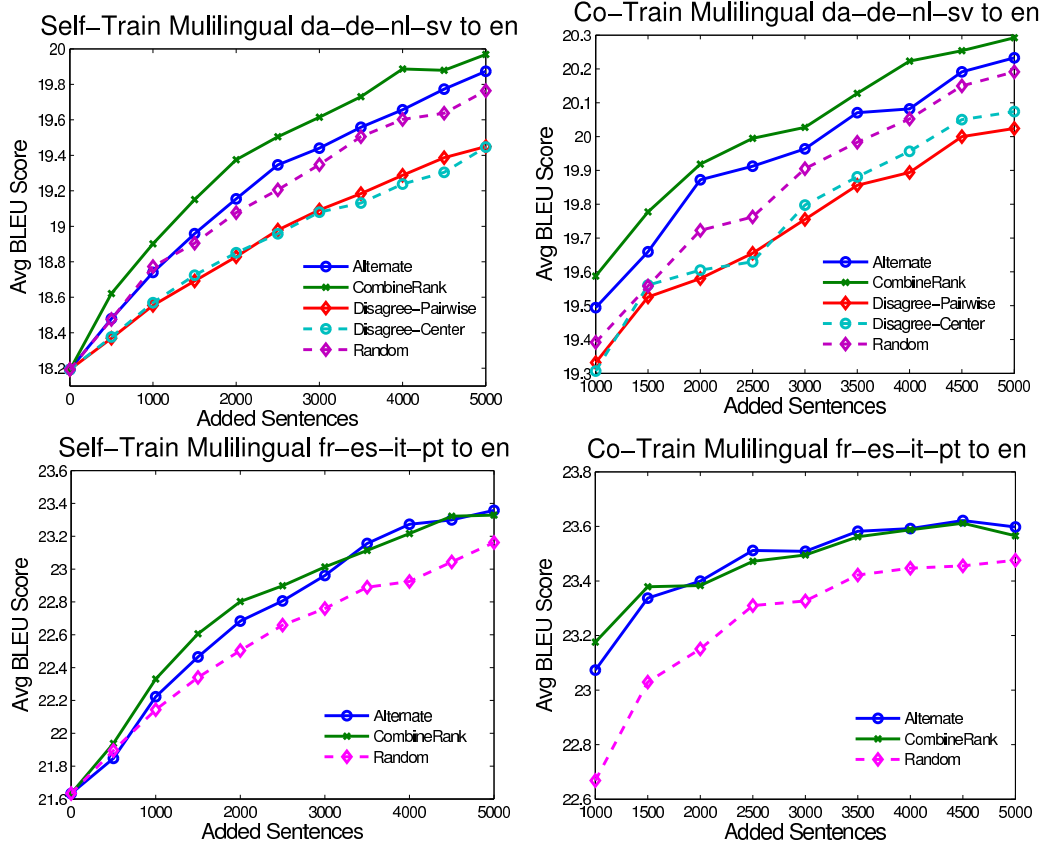 Self-Train Mulilingual da-de-nl-sv to en
20
19.8
19.6
19.4
19.2
19
18.8
18.6
18.4
18.2
Avg BLEU Score
Alternate
CombineRank
Disagree-Pairwise
Disagree-Center
Random
0 1000 2000 3000 4000 5000
Added Sentences
Co-Train Mulilingual da-de-nl-sv to en
20.3
20.2
20.1
20
19.9
19.8
19.7
19.6
19.5
19.4
19.3
Avg BLEU Score
Alternate
CombineRank
Disagree-Pairwise
Disagree-Center
Random
1000 1500 2000 2500 3000 3500 4000 4500 5000
Added Sentences
Self-Train Mulilingual fr-es-it-pt to en
23.6
23.4
23.2
23
22.8
22.6
22.4
22.2
22
21.8
21.6
Avg BLEU Score
Alternate
CombineRank
Random
0 1000 2000 3000 4000 5000
Added Sentences
Co-Train Mulilingual fr-es-it-pt to en
23.8
23.6
23.4
23.2
23
22.8
22.6
Avg BLEU Score
Alternate
CombineRank
Random
1000 1500 2000 2500 3000 3500 4000 4500 5000
Added Sentences